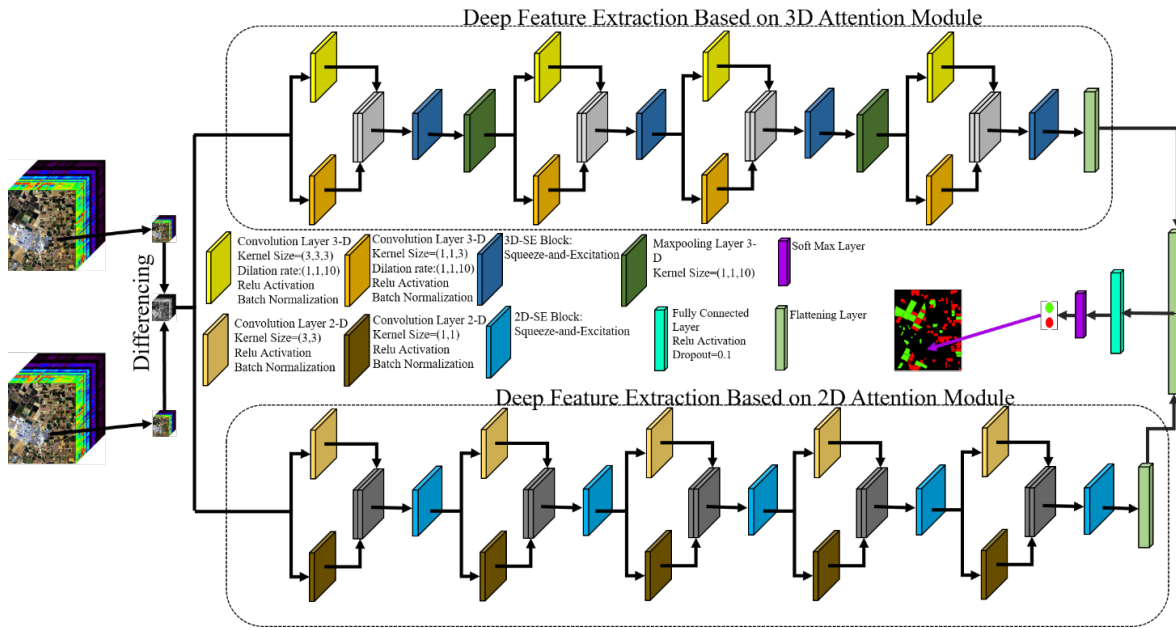 Deep Feature Extraction Based on 3D Attention Module
Differencing
Convolution Layer 3-D
Kernel Size=(3,3,3)
Dilation rate:(1,1,10)
Relu Activation
Batch Normalization
Convolution Layer 3-D
Kernel Size=(1,1,3)
Dilation rate:(1,1,10)
Relu Activation
Batch Normalization
3D-SE Block:
Squeeze-and-Excitation
Maxpooling Layer 3-
D
Kernel Size=(1,1,10)
Soft Max Layer
Convolution Layer 2-D
Kernel Size=(3,3)
Relu Activation
Batch Normalization
Convolution Layer 2-D
Kernel Size=(1,1)
Relu Activation
Batch Normalization
2D-SE Block:
Squeeze-and-Excitation
Fully Connected
Layer
Relu Activation
Dropout=0.1
Flattening Layer
Deep Feature Extraction Based on 2D Attention Module